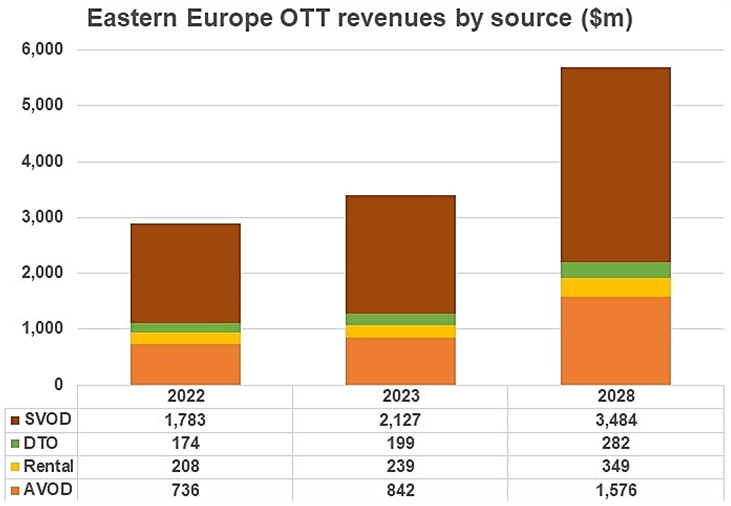 Eastern Europe OTT revenues by source ($m)
6,000
5,000
4,000
3,000
2,000
1,000
0
2022 2023 2028
SVOD 1,783 2,127 3,484
DTO 174 199 282
Rental 208 239 349
AVOD 736 842 1,576